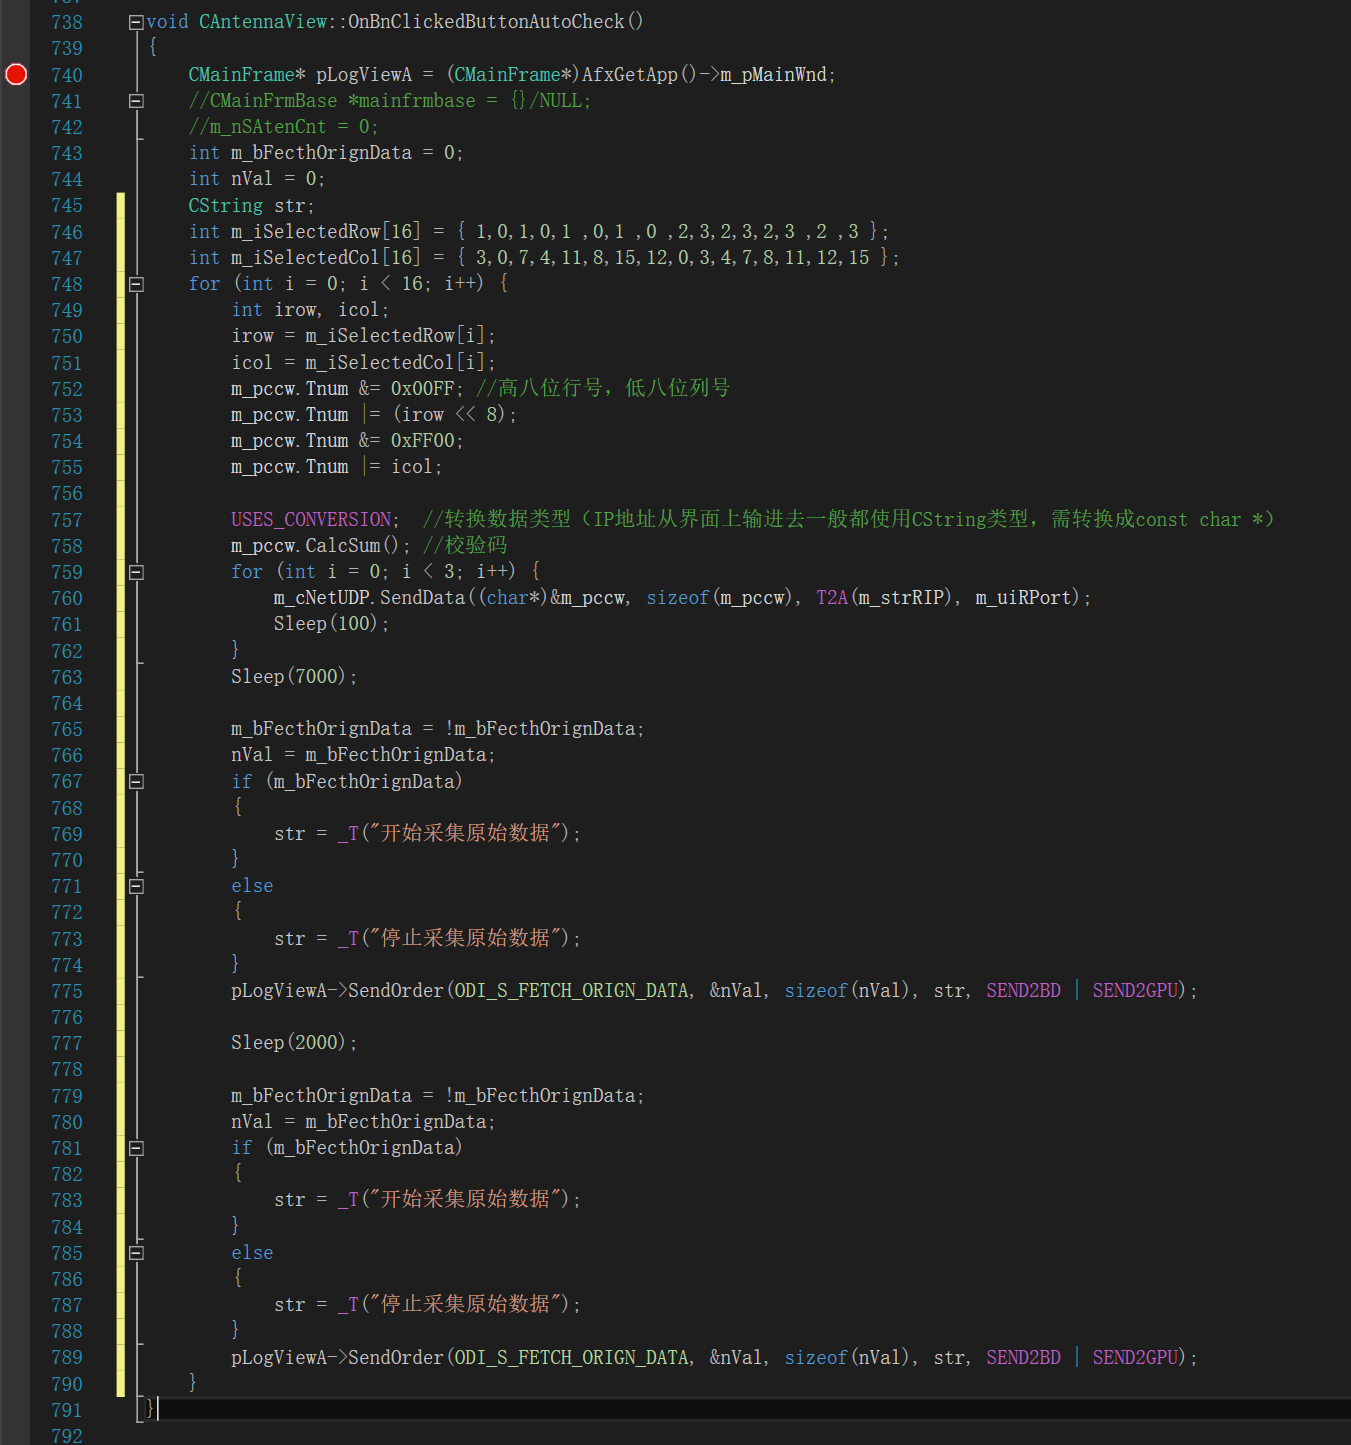 738 void CAntennaView::OnBnClickedButtonAutoCheck()
739 {
740 CMainFrame* pLogViewA = (CMainFrame*)AfxGetApp()->m_pMainWnd;
741 //CMainFrmBase *mainfrmbase = {}/NULL;
742 //m_nSAtenCnt = 0;
743 int m_bFecthOrignData = 0;
744 int nVal = 0;
745 CString str;
746 int m_iSelectedRow[16] = { 1,0,1,0,1 ,0,1 ,0 ,2,3,2,3,2,3 ,2 ,3 };
747 int m_iSelectedCol[16] = { 3,0,7,4,11,8,15,12,0,3,4,7,8,11,12,15 };
748 for (int i = 0; i < 16; i++) {
749 int irow, icol;
750 irow = m_iSelectedRow[i];
751 icol = m_iSelectedCol[i];
752 m_pccw.Tnum &= 0x00FF; //高八位行号，低八位列号
753 m_pccw.Tnum |= (irow << 8);
754 m_pccw.Tnum &= 0xFF00;
755 m_pccw.Tnum |= icol;
756
757 USES_CONVERSION; //转换数据类型（IP地址从界面上输进去一般都使用CString类型，需转换成const char *）
758 m_pccw.CalcSum(); //校验码
759 for (int i = 0; i < 3; i++) {
760 m_cNetUDP.SendData((char*)&m_pccw, sizeof(m_pccw), T2A(m_strRIP), m_uiRPort);
761 Sleep(100);
762 }
763 Sleep(7000);
764
765 m_bFecthOrignData = !m_bFecthOrignData;
766 nVal = m_bFecthOrignData;
767 if (m_bFecthOrignData)
768 {
769 str = _T("开始采集原始数据");
770 }
771 else
772 {
773 str = _T("停止采集原始数据");
774 }
775 pLogViewA->SendOrder(ODI_S_FETCH_ORIGN_DATA, &nVal, sizeof(nVal), str, SEND2BD | SEND2GPU);
776
777 Sleep(2000);
778
779 m_bFecthOrignData = !m_bFecthOrignData;
780 nVal = m_bFecthOrignData;
781 if (m_bFecthOrignData)
782 {
783 str = _T("开始采集原始数据");
784 }
785 else
786 {
787 str = _T("停止采集原始数据");
788 }
789 pLogViewA->SendOrder(ODI_S_FETCH_ORIGN_DATA, &nVal, sizeof(nVal), str, SEND2BD | SEND2GPU);
790 }
791 }
792